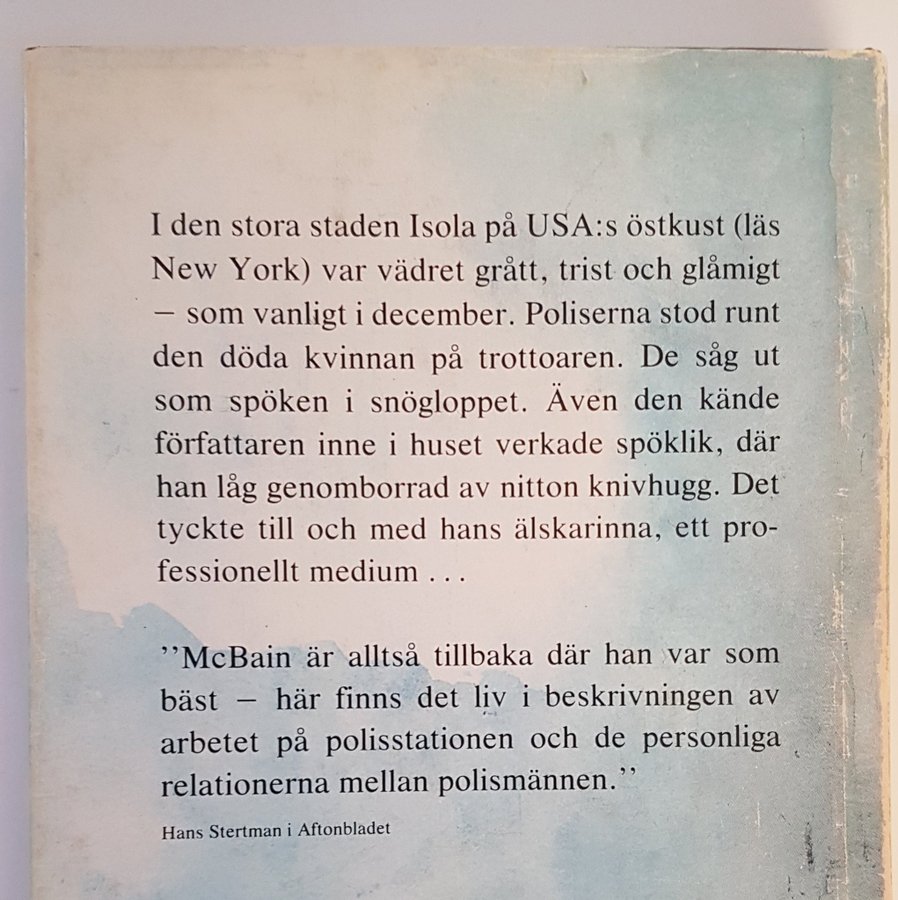 I den stora staden Isola på USA:s östkust (läs
New York) var vädret grått, trist och glåmigt
– som vanligt i december. Poliserna stod runt
den döda kvinnan på trottoaren. De såg ut
som spöken i snögloppet. Även den kände
författaren inne i huset verkade spöklik, där
han låg genomborrad av nitton knivhugg. Det
tyckte till och med hans älskarinna, ett pro-
fessionellt medium ...
”McBain är alltså tillbaka där han var som
bäst – här finns det liv i beskrivningen av
arbetet på polisstationen och de personliga
relationerna mellan polismännen.”
Hans Stertman i Aftonbladet